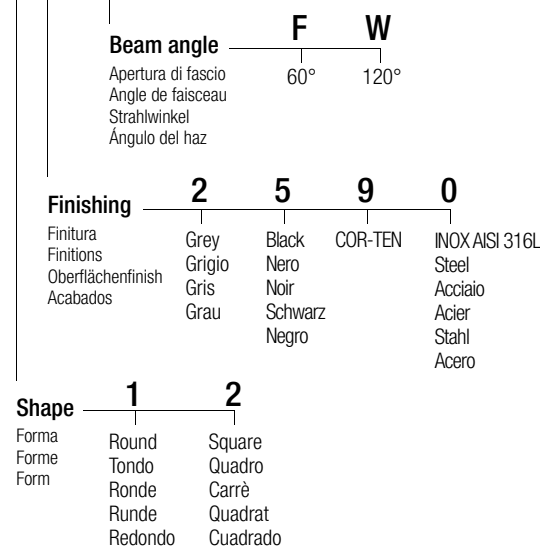 F W
Beam angle
Apertura di fascio
Angle de faisceau
Strahlwinkel
Ángulo del haz
60° 120°
2 5 9 0
Finishing
Finitura
Finitions
Oberflächenfinish
Acabados
Grey
Grigio
Gris
Grau
Black
Nero
Noir
Schwarz
Negro
COR-TEN
INOX AISI 316L
Steel
Acciaio
Acier
Stahl
Acero
1 2
Shape
Forma
Forme
Form
Round
Tondo
Ronde
Runde
Redondo
Square
Quadro
Carrè
Quadrat
Cuadrado